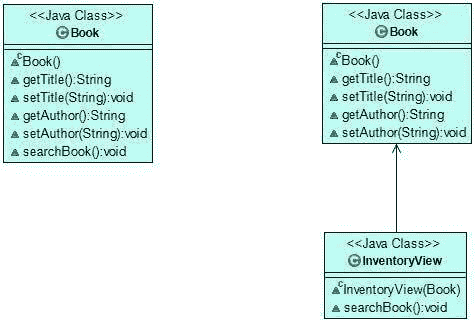 <<Java Class>>
Book
Book()
getTitle():String
setTitle(String):void
getAuthor():String
setAuthor(String):void
searchBook():void
<<Java Class>>
Book
Book()
getTitle():String
setTitle(String):void
getAuthor():String
setAuthor(String):void
<<Java Class>>
InventoryView
InventoryView(Book)
searchBook():void